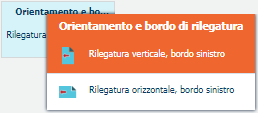 Orientamento e bo...
Rilegatura
Orientamento e bordo di rilegatura
Rilegatura verticale, bordo sinistro
Rilegatura orizzontale, bordo sinistro